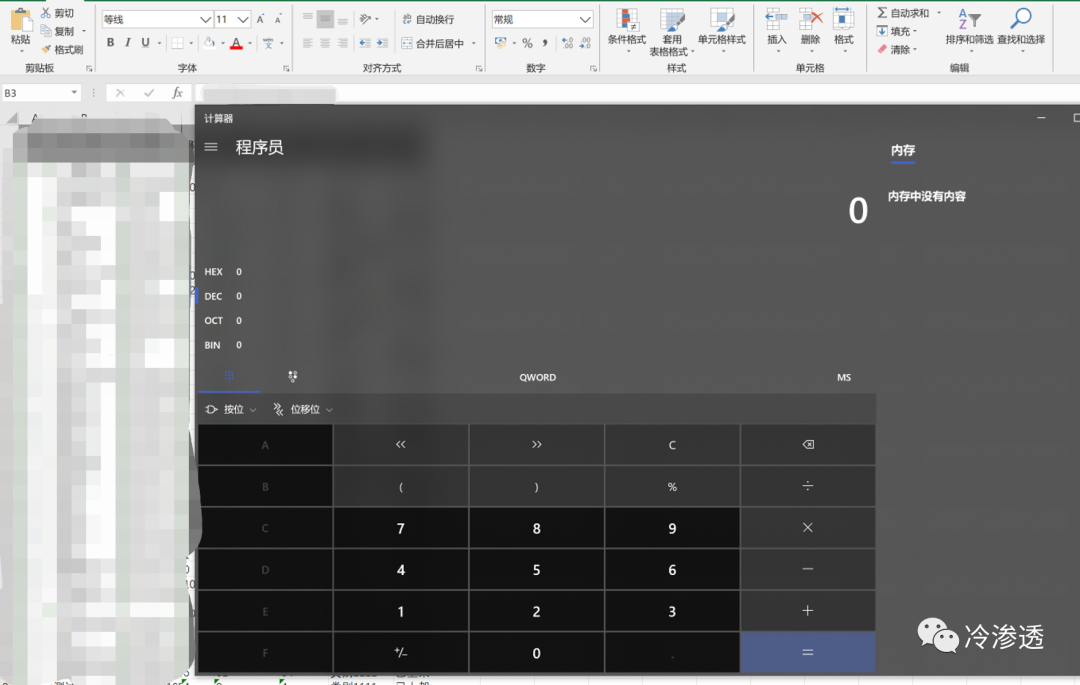 剪切
等线 11 A A
自动换行
常规
自动求和
粘贴 复制
B I U A
合并后居中
% ,
条件格式 套用 单元格样式
表格格式
插入 删除 格式
填充
排序和筛选 查找和选择
格式刷
清除
剪贴板 字体 对齐方式 数字 样式 单元格 编辑
B3 fx
计算器
程序员
内存
内存中没有内容
0
HEX 0
DEC 0
OCT 0
BIN 0
QWORD MS
按位 位移位
A << >> C
B ( ) % ÷
C 7 8 9 ×
D 4 5 6 −
E 1 2 3 +
F +/− 0 . =
冷渗透